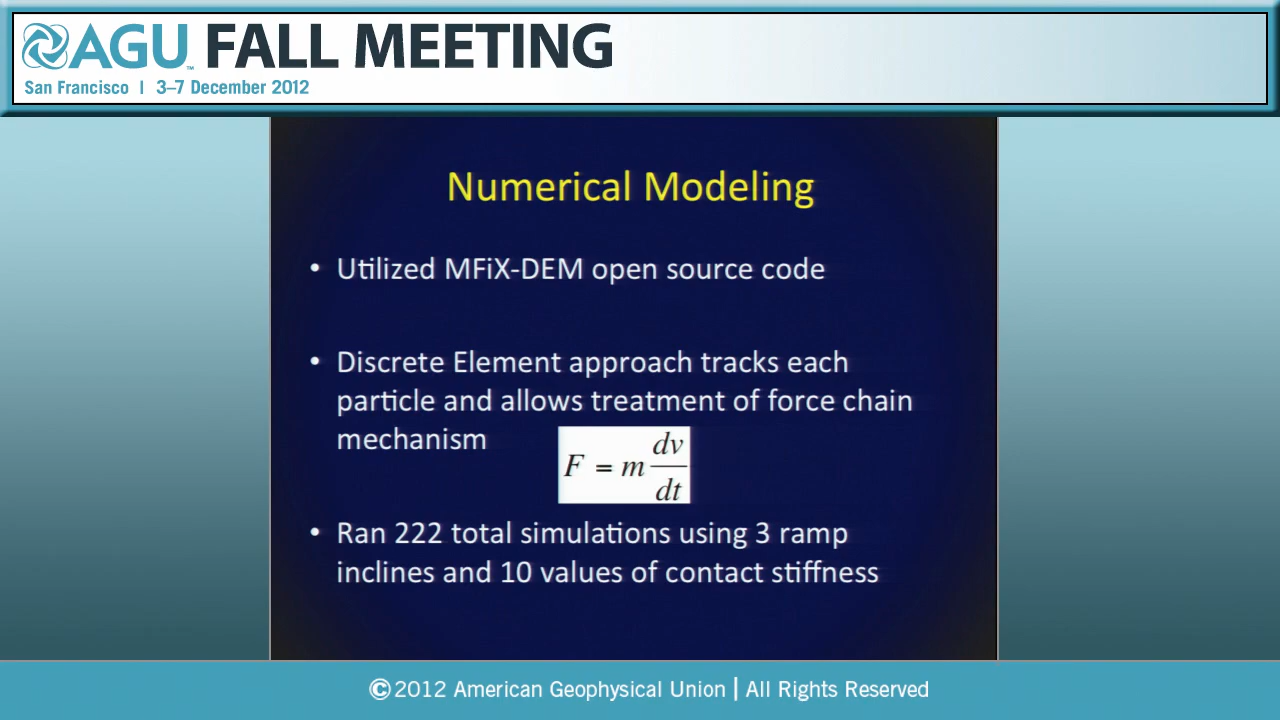 AGU™ FALL MEETING
San Francisco | 3–7 December 2012
Numerical Modeling
• Utilized MFiX-DEM open source code
• Discrete Element approach tracks each
particle and allows treatment of force chain
mechanism
F = m dv/dt
• Ran 222 total simulations using 3 ramp
inclines and 10 values of contact stiffness
©2012 American Geophysical Union | All Rights Reserved